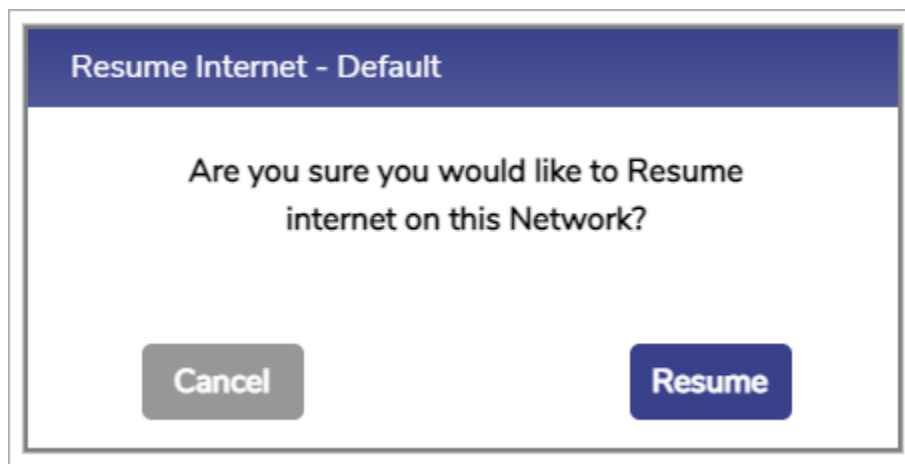 Resume Internet - Default
Are you sure you would like to Resume
internet on this Network?
Cancel
Resume